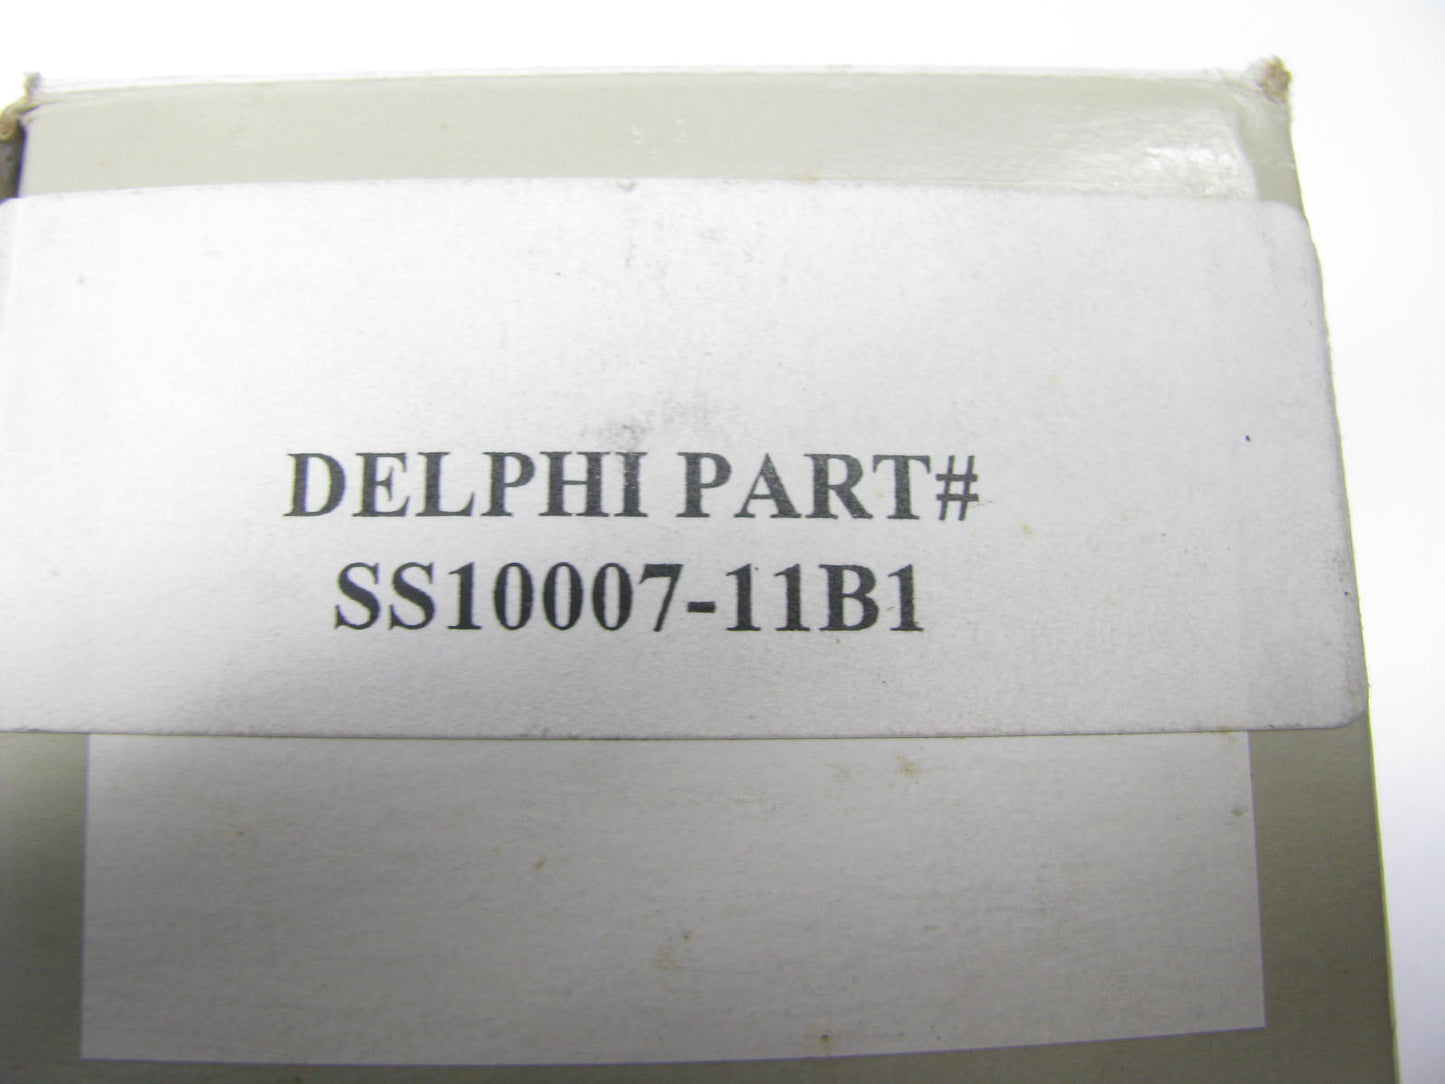 DELPHI PART#
SS10007-11B1